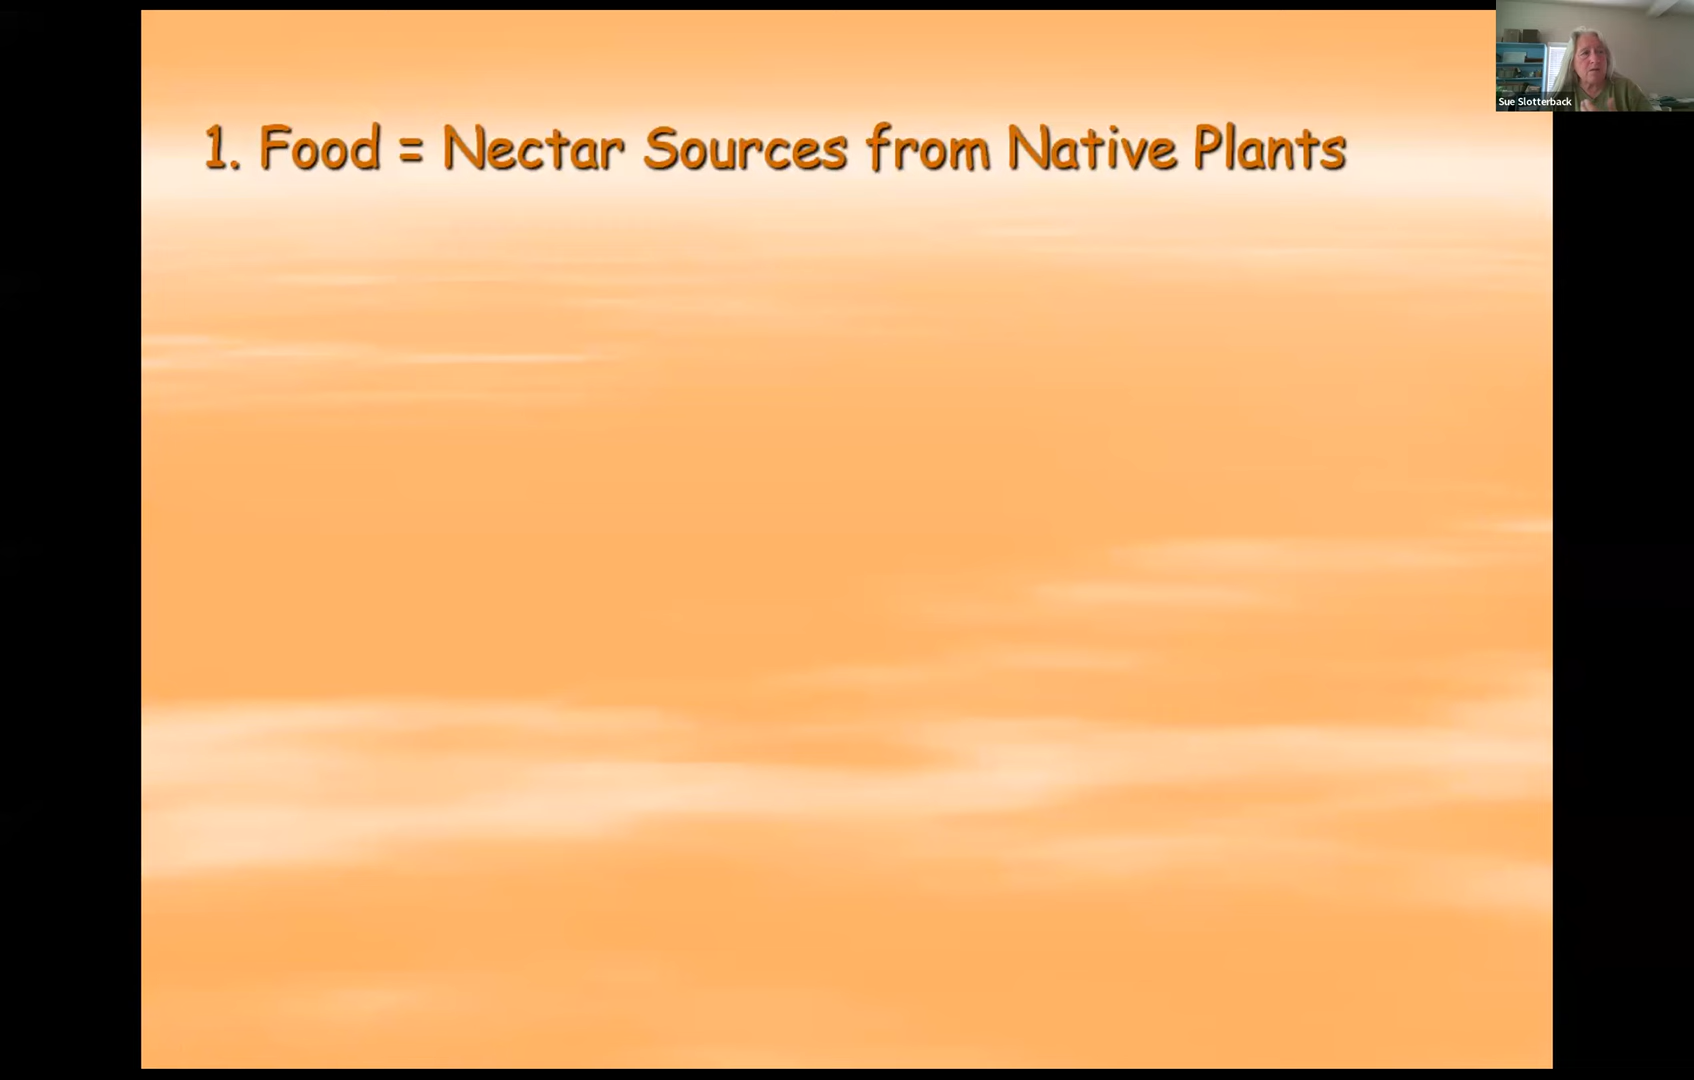 Sue Slotterback
1. Food = Nectar Sources from Native Plants